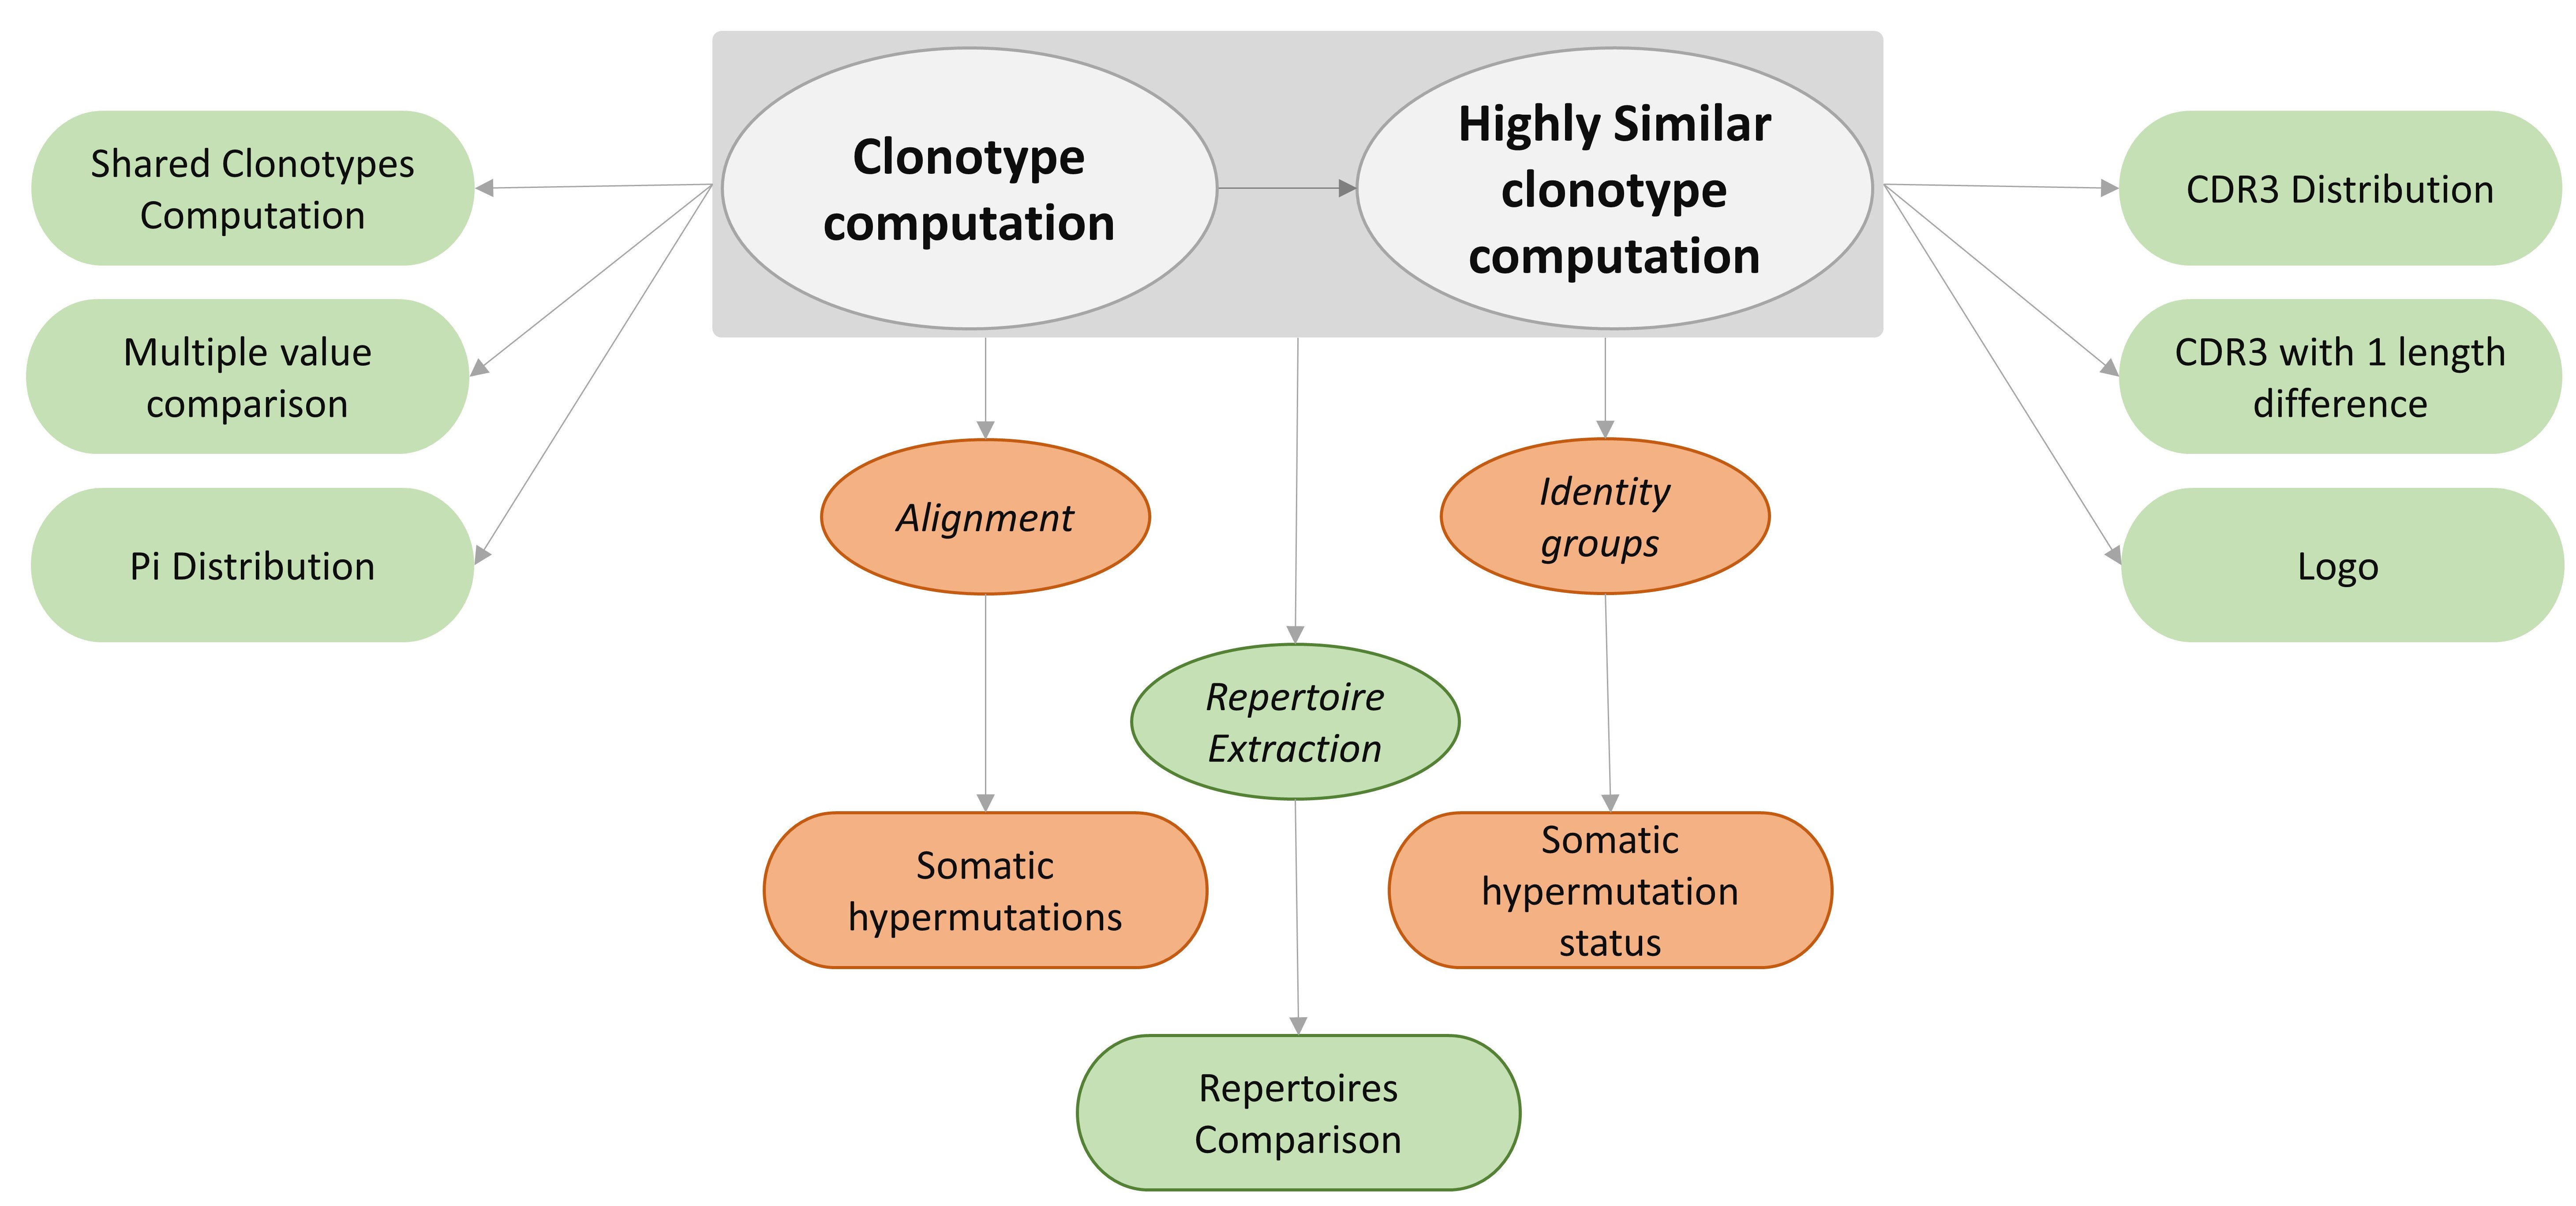 Clonotype
computation
Highly Similar
clonotype
computation
Shared Clonotypes
Computation
Multiple value
comparison
Pi Distribution
CDR3 Distribution
CDR3 with 1 length
difference
Logo
Alignment
Identity
groups
Repertoire
Extraction
Somatic
hypermutations
Somatic
hypermutation
status
Repertoires
Comparison